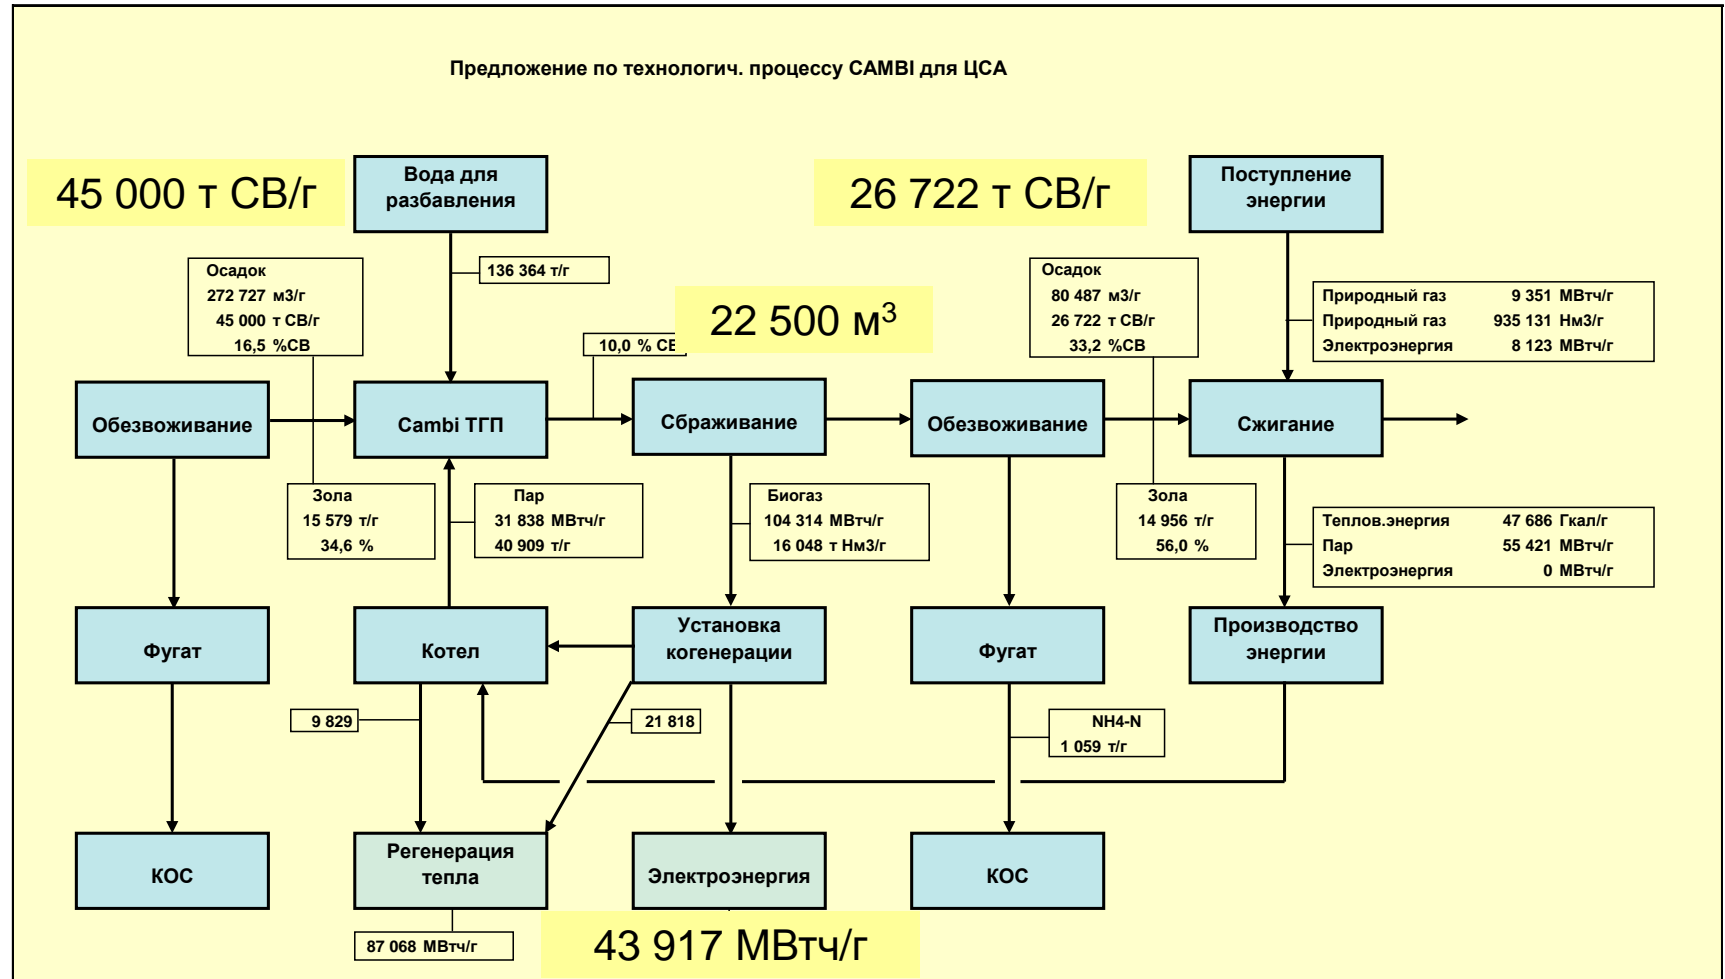 Предложение по технологич. процессу CAMBI для ЦСА
45 000 т СВ/г
Вода для
разбавления
26 722 т СВ/г
Поступление
энергии
136 364 т/г
Осадок
272 727 м3/г
45 000 т СВ/г
16,5 %СВ
22 500 м³
10,0 % СВ
Осадок
80 487 м3/г
26 722 т СВ/г
33,2 %СВ
Природный газ 9 351 МВтч/г
Природный газ 935 131 Нм3/г
Электроэнергия 8 123 МВтч/г
Обезвоживание
Cambi ТГП
Сбраживание
Обезвоживание
Сжигание
Зола
15 579 т/г
34,6 %
Пар
31 838 МВтч/г
40 909 т/г
Биогаз
104 314 МВтч/г
16 048 т Нм3/г
Зола
14 956 т/г
56,0 %
Теплов.энергия 47 686 Гкал/г
Пар 55 421 МВтч/г
Электроэнергия 0 МВтч/г
Фугат
Котел
Установка
когенерации
Фугат
Производство
энергии
9 829
21 818
NH4-N
1 059 т/г
КОС
Регенерация
тепла
Электроэнергия
КОС
87 068 МВтч/г
43 917 МВтч/г